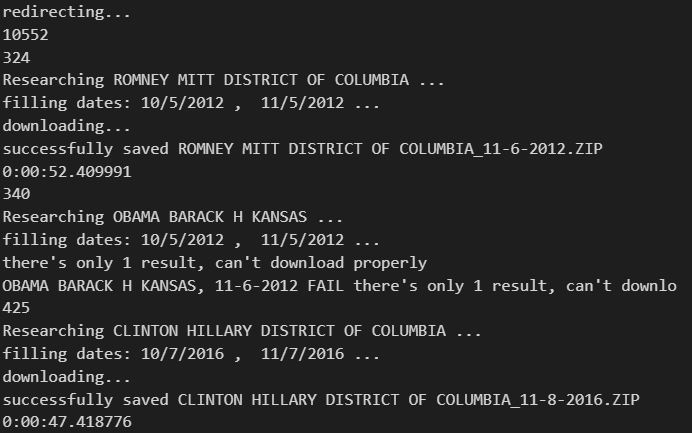 redirecting...
10552
324
Researching ROMNEY MITT DISTRICT OF COLUMBIA ...
filling dates: 10/5/2012 ,  11/5/2012 ...
downloading...
successfully saved ROMNEY MITT DISTRICT OF COLUMBIA_11-6-2012.ZIP
0:00:52.409991
340
Researching OBAMA BARACK H KANSAS ...
filling dates: 10/5/2012 ,  11/5/2012 ...
there's only 1 result, can't download properly
OBAMA BARACK H KANSAS, 11-6-2012 FAIL there's only 1 result, can't downlo
425
Researching CLINTON HILLARY DISTRICT OF COLUMBIA ...
filling dates: 10/7/2016 ,  11/7/2016 ...
downloading...
successfully saved CLINTON HILLARY DISTRICT OF COLUMBIA_11-8-2016.ZIP
0:00:47.418776